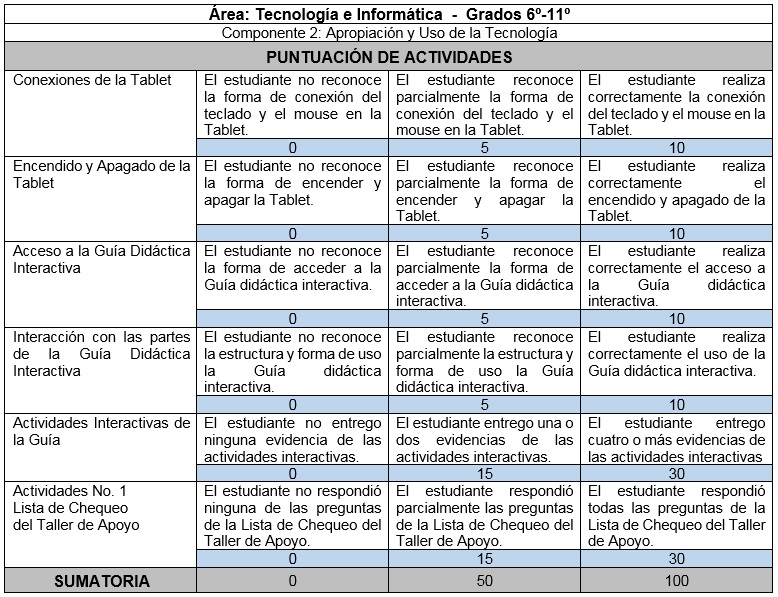 Área: Tecnología e Informática - Grados 6º-11º
Componente 2: Apropiación y Uso de la Tecnología
PUNTUACIÓN DE ACTIVIDADES
Conexiones de la Tablet
El estudiante no reconoce
la forma de conexión del
teclado y el mouse en la
Tablet.
0
El estudiante reconoce
parcialmente la forma de
conexión del teclado y el
mouse en la Tablet.
5
El estudiante realiza
correctamente la conexión
del teclado y el mouse en la
Tablet.
10
Encendido y Apagado de la
Tablet
El estudiante no reconoce
la forma de encender y
apagar la Tablet.
0
El estudiante reconoce
parcialmente la forma de
encender y apagar la
Tablet.
5
El estudiante realiza
correctamente el
encendido y apagado de la
Tablet.
10
Acceso a la Guía Didáctica
Interactiva
El estudiante no reconoce
la forma de acceder a la
Guía didáctica interactiva.
0
El estudiante reconoce
parcialmente la forma de
acceder a la Guía didáctica
interactiva.
5
El estudiante realiza
correctamente el acceso a
la Guía didáctica
interactiva.
10
Interacción con las partes
de la Guía Didáctica
Interactiva
El estudiante no reconoce
la estructura y forma de uso
la Guía didáctica
interactiva.
0
El estudiante reconoce
parcialmente la estructura y
forma de uso la Guía
didáctica interactiva.
5
El estudiante realiza
correctamente el uso de la
Guía didáctica interactiva.
10
Actividades Interactivas de
la Guía
El estudiante no entrego
ninguna evidencia de las
actividades interactivas.
0
El estudiante entrego una o
dos evidencias de las
actividades interactivas.
15
El estudiante entrego
cuatro o más evidencias de
las actividades interactivas
30
Actividades No. 1
Lista de Chequeo
del Taller de Apoyo
El estudiante no respondió
ninguna de las preguntas
de la Lista de Chequeo del
Taller de Apoyo.
0
El estudiante respondió
parcialmente las preguntas
de la Lista de Chequeo del
Taller de Apoyo.
15
El estudiante respondió
todas las preguntas de la
Lista de Chequeo del Taller
de Apoyo.
30
SUMATORIA
0
50
100